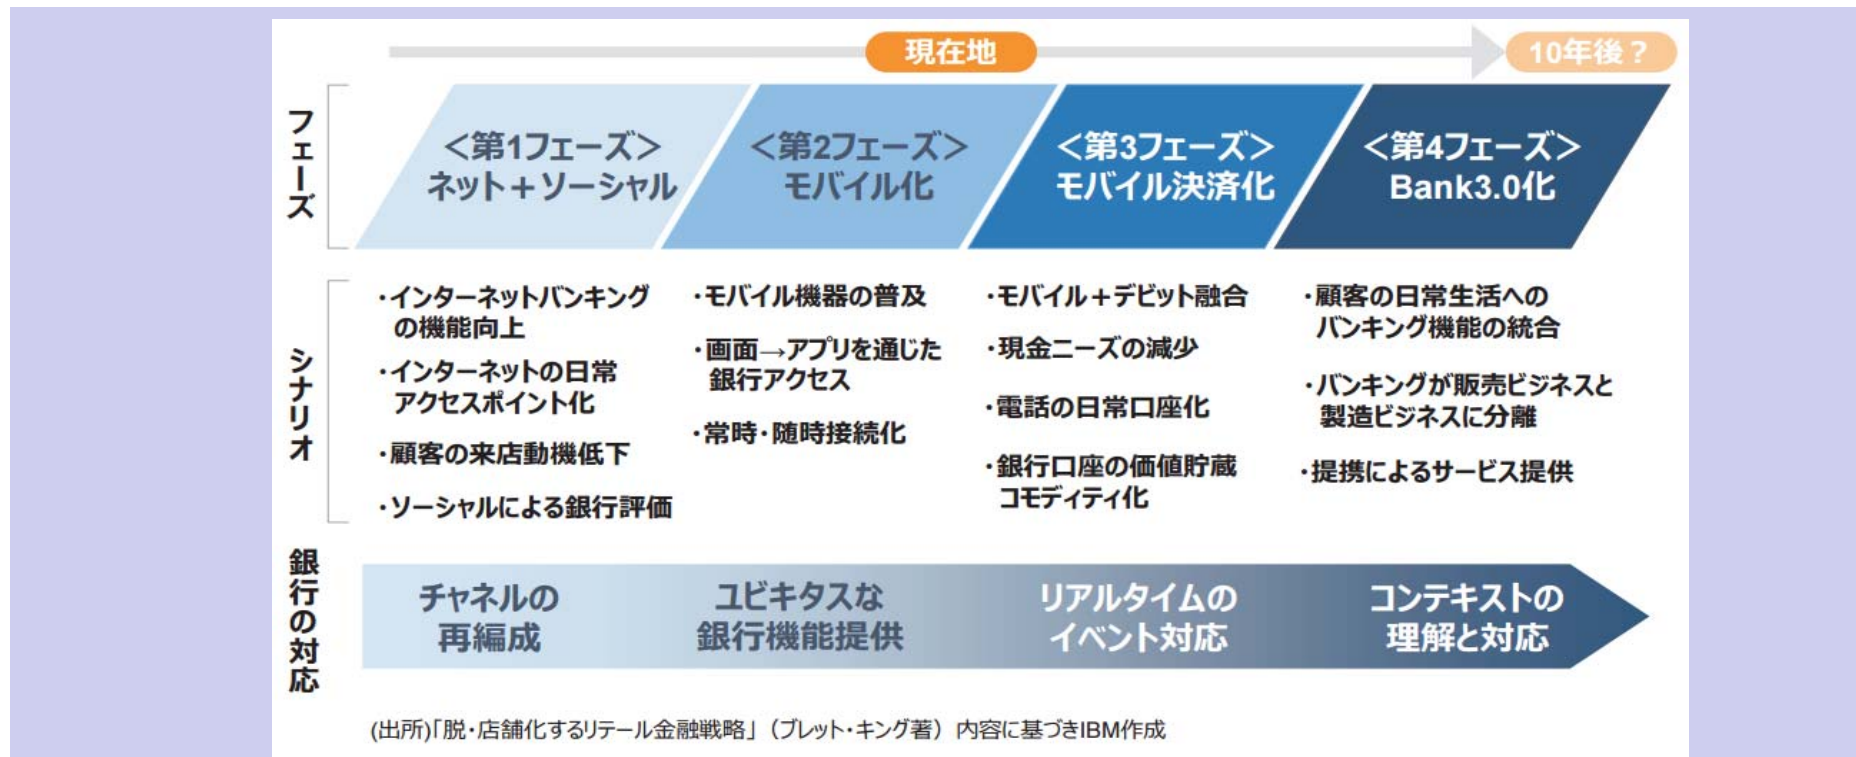 現在地
10年後？
フェーズ
＜第1フェーズ＞
ネット＋ソーシャル
＜第2フェーズ＞
モバイル化
＜第3フェーズ＞
モバイル決済化
＜第4フェーズ＞
Bank3.0化
シナリオ
・インターネットバンキング
の機能向上
・インターネットの日常
アクセスポイント化
・顧客の来店動機低下
・ソーシャルによる銀行評価
・モバイル機器の普及
・画面→アプリを通じた
銀行アクセス
・常時・随時接続化
・モバイル＋デビット融合
・現金ニーズの減少
・電話の日常口座化
・銀行口座の価値貯蔵
コモディティ化
・顧客の日常生活への
バンキング機能の統合
・バンキングが販売ビジネスと
製造ビジネスに分離
・提携によるサービス提供
銀行の対応
チャネルの
再編成
ユビキタスな
銀行機能提供
リアルタイムの
イベント対応
コンテキストの
理解と対応
(出所)「脱・店舗化するリテール金融戦略」（ブレット・キング著）内容に基づきIBM作成